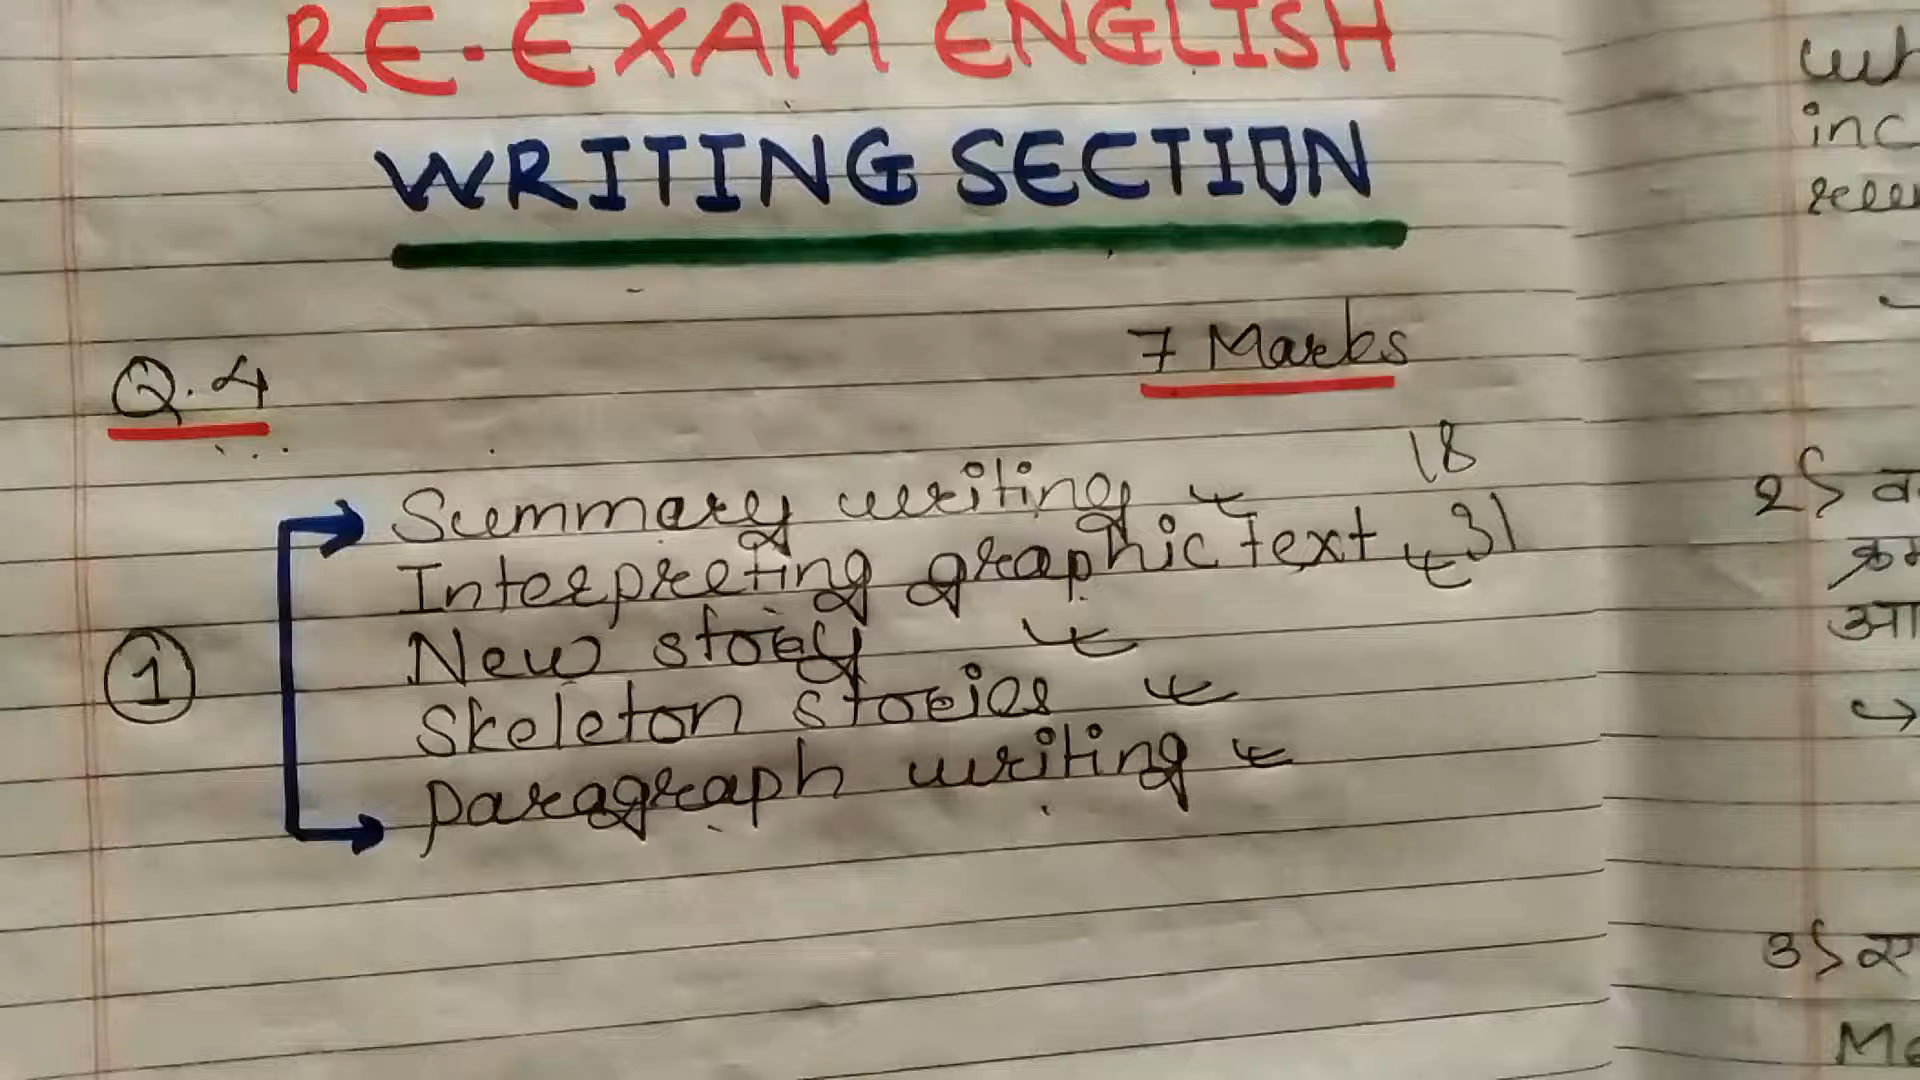 RE-EXAM ENGLISH
WRITING SECTION
7 Marks
Q.4
18
Summary writing
Interpreting graphic text 31
New story
Skeleton stories
Paragraph writing
1
2)
3)